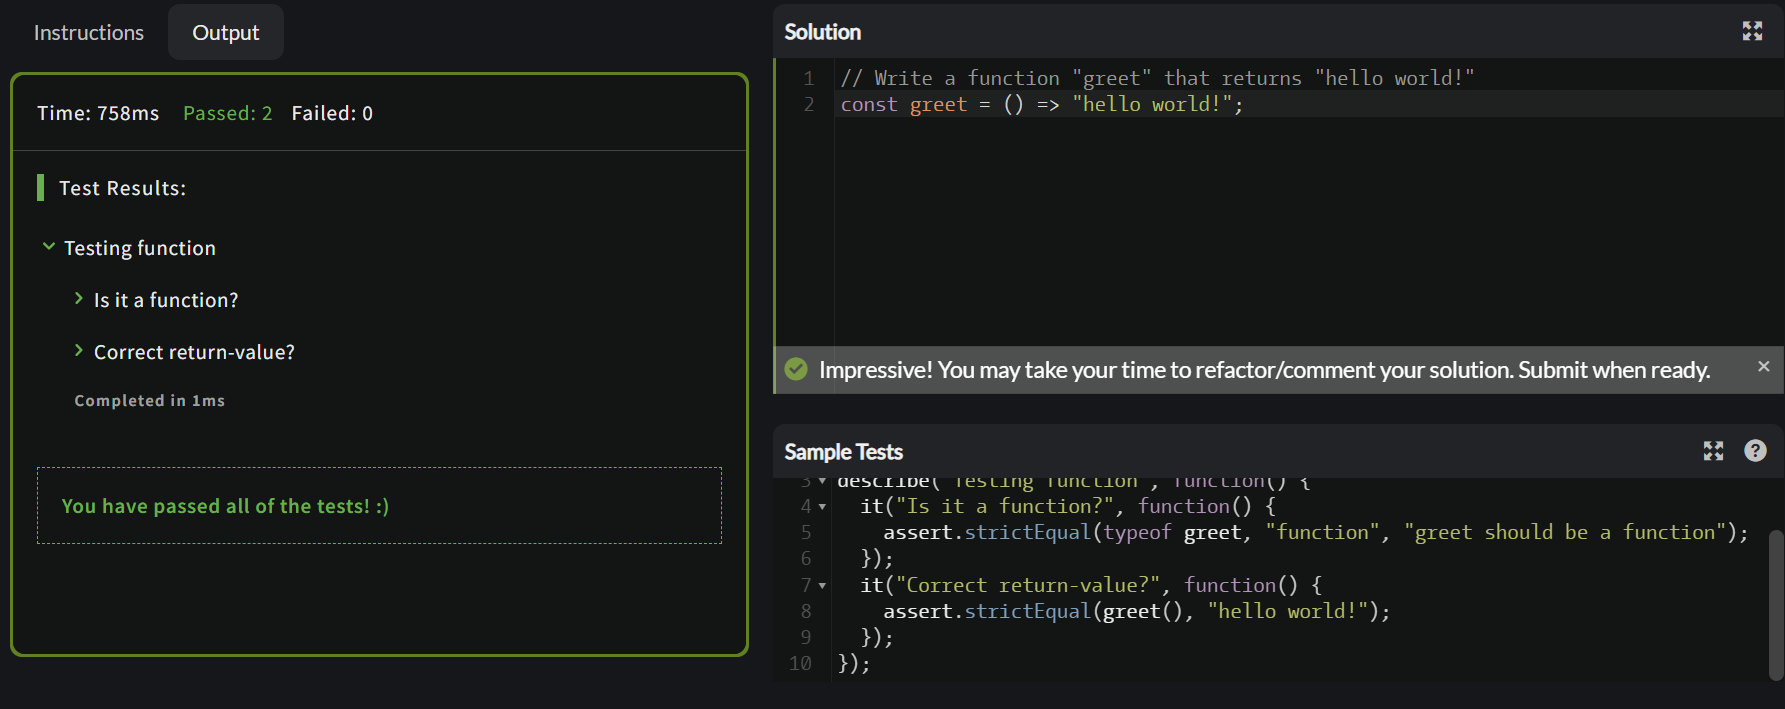 Instructions
Output
Time: 758ms Passed: 2 Failed: 0
Test Results:
Testing function
Is it a function?
Correct return-value?
Completed in 1ms
You have passed all of the tests! :)
Solution
1 // Write a function "greet" that returns "hello world!"
2 const greet = () => "hello world!";
Impressive! You may take your time to refactor/comment your solution. Submit when ready.
Sample Tests
3 describe("Testing function", function() {
4 it("Is it a function?", function() {
5 assert.strictEqual(typeof greet, "function", "greet should be a function");
6 });
7 it("Correct return-value?", function() {
8 assert.strictEqual(greet(), "hello world!");
9 });
10 });